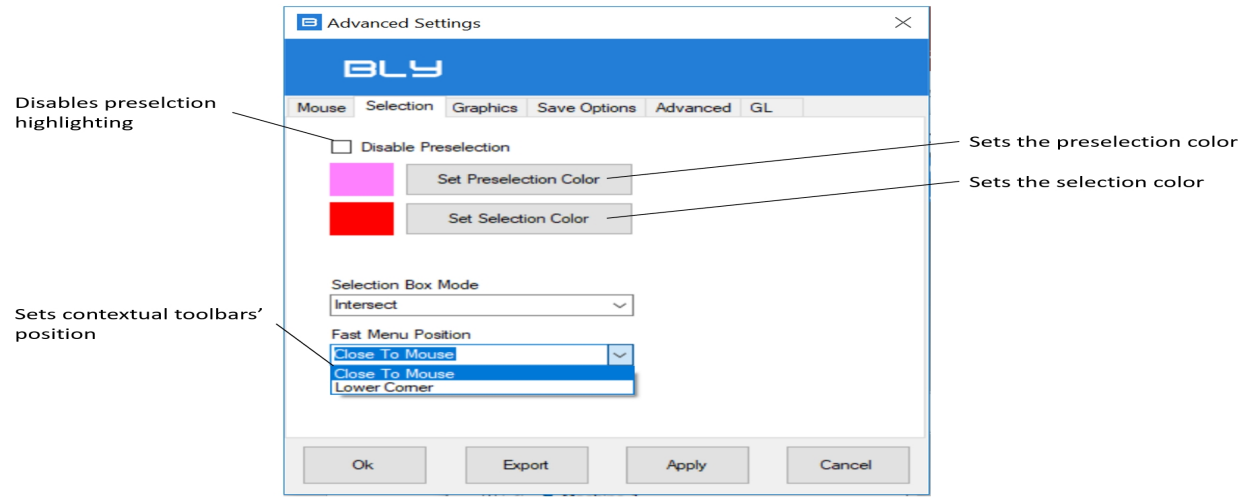 Advanced Settings
BLY
Disables preselction
highlighting
Mouse Selection Graphics Save Options Advanced GL
Disable Preselection
Set Preselection Color
Sets the preselection color
Set Selection Color
Sets the selection color
Selection Box Mode
Intersect
Sets contextual toolbars’
position
Fast Menu Position
Close To Mouse
Close To Mouse
Lower Corner
Ok Export Apply Cancel